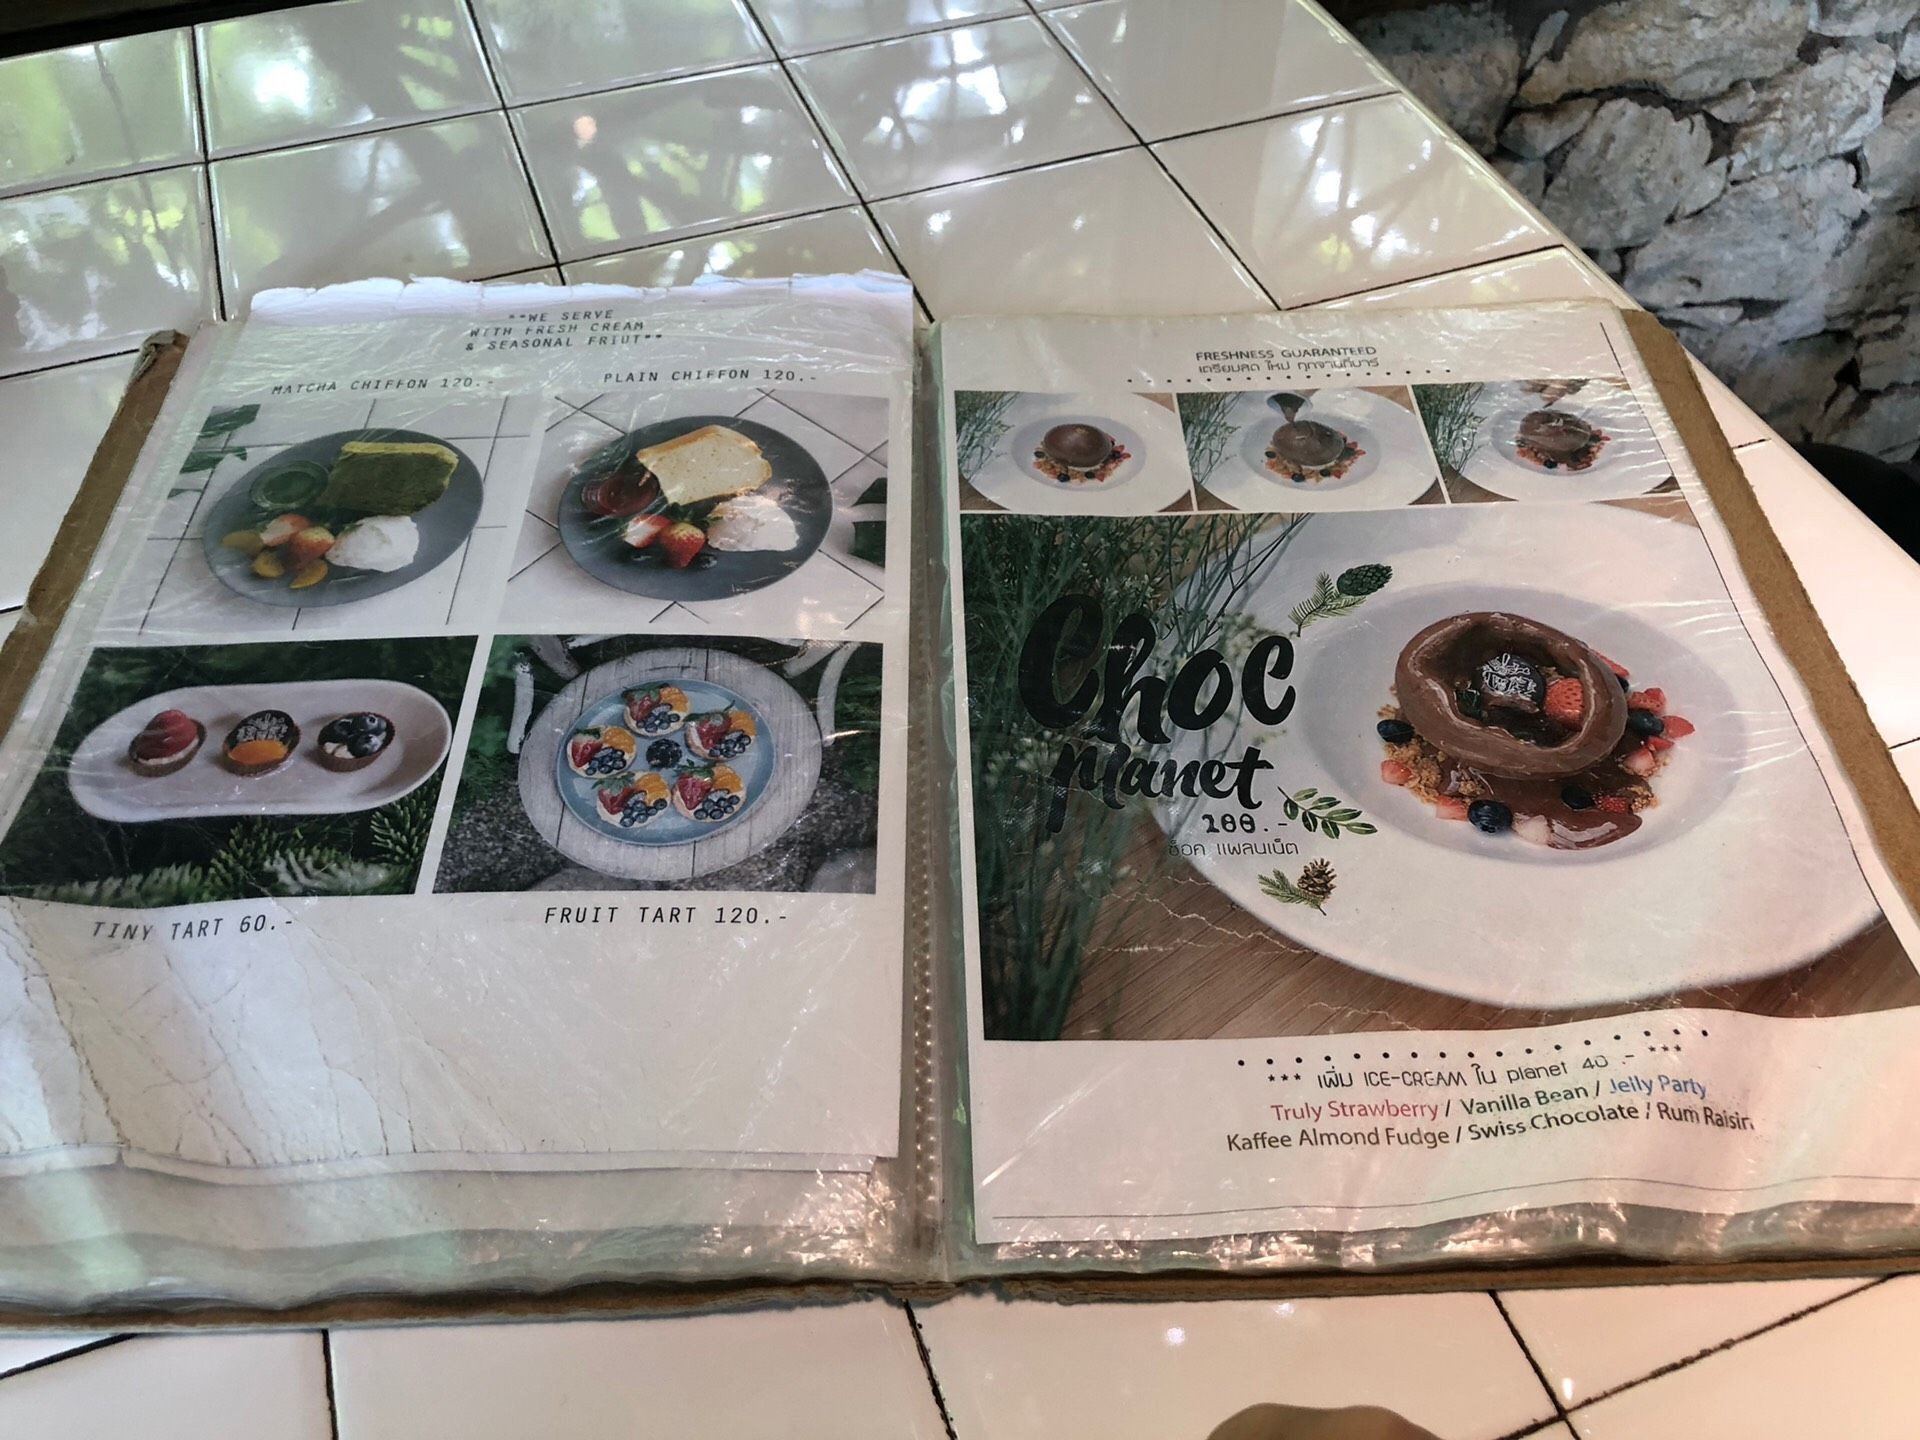 **WE SERVE
WITH FRESH CREAM
& SEASONAL FRIUT**
MATCHA CHIFFON 120.-
PLAIN CHIFFON 120.-
TINY TART 60.-
FRUIT TART 120.-
FRESHNESS GUARANTEED
เตรียมสด ใหม่ ทุกจานที่บาร์
Choc
planet
ช็อค แพลนเน็ต
*** เพิ่ม ICE-CREAM ใน planet 40 .- ***
Truly Strawberry / Vanilla Bean / Jelly Party
Kaffee Almond Fudge / Swiss Chocolate / Rum Raisin